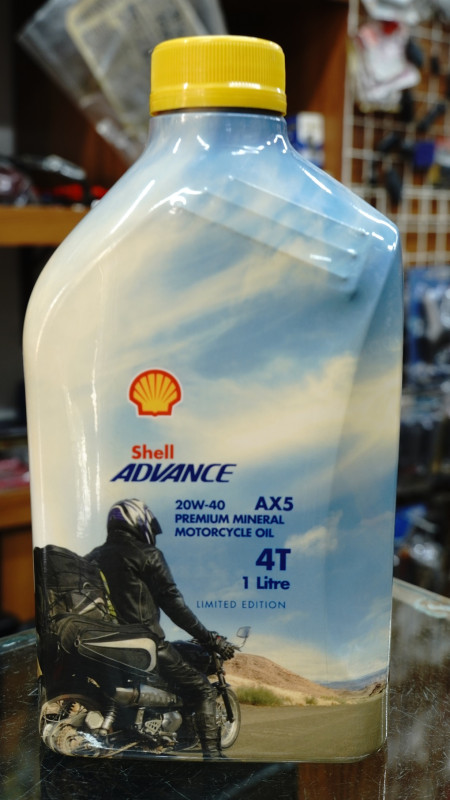 Shell
ADVANCE
20W-40 AX5
PREMIUM MINERAL
MOTORCYCLE OIL
4T
1 Litre
LIMITED EDITION